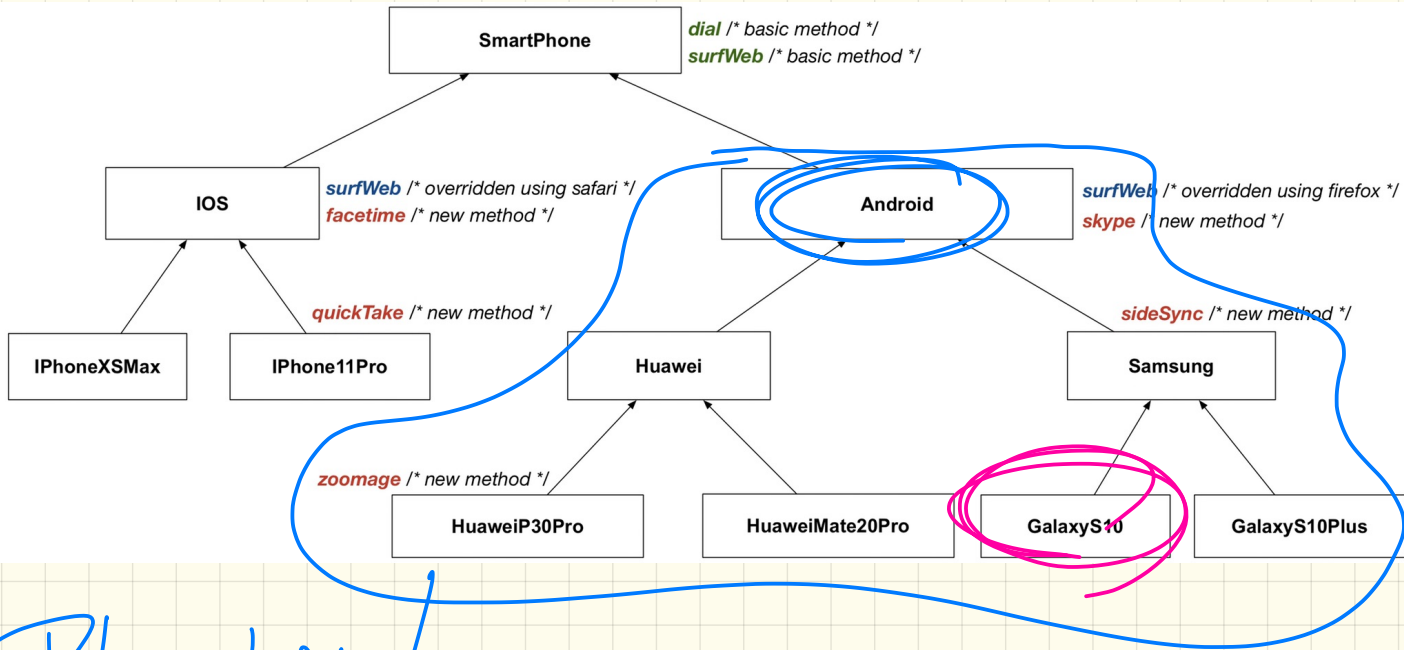 SmartPhone
dial /* basic method */
surfWeb /* basic method */
IOS
surfWeb /* overridden using safari */
facetime /* new method */
Android
surfWeb /* overridden using firefox */
skype /* new method */
quickTake /* new method */
sideSync /* new method */
IPhoneXSMax
IPhone11Pro
Huawei
Samsung
zoomage /* new method */
HuaweiP30Pro
HuaweiMate20Pro
GalaxyS10
GalaxyS10Plus